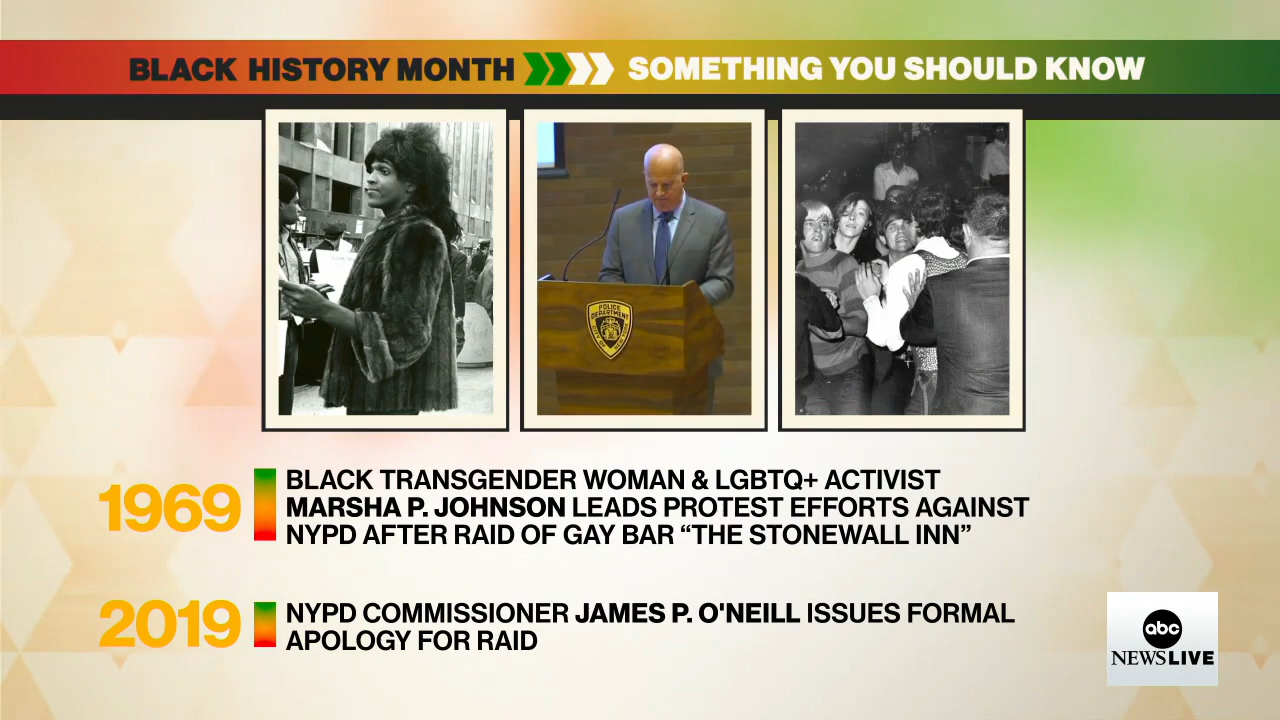 BLACK HISTORY MONTH SOMETHING YOU SHOULD KNOW
POLICE
DEPARTMENT
1969
BLACK TRANSGENDER WOMAN & LGBTQ+ ACTIVIST
MARSHA P. JOHNSON LEADS PROTEST EFFORTS AGAINST
NYPD AFTER RAID OF GAY BAR “THE STONEWALL INN”
2019
NYPD COMMISSIONER JAMES P. O'NEILL ISSUES FORMAL
APOLOGY FOR RAID
abc
NEWS LIVE